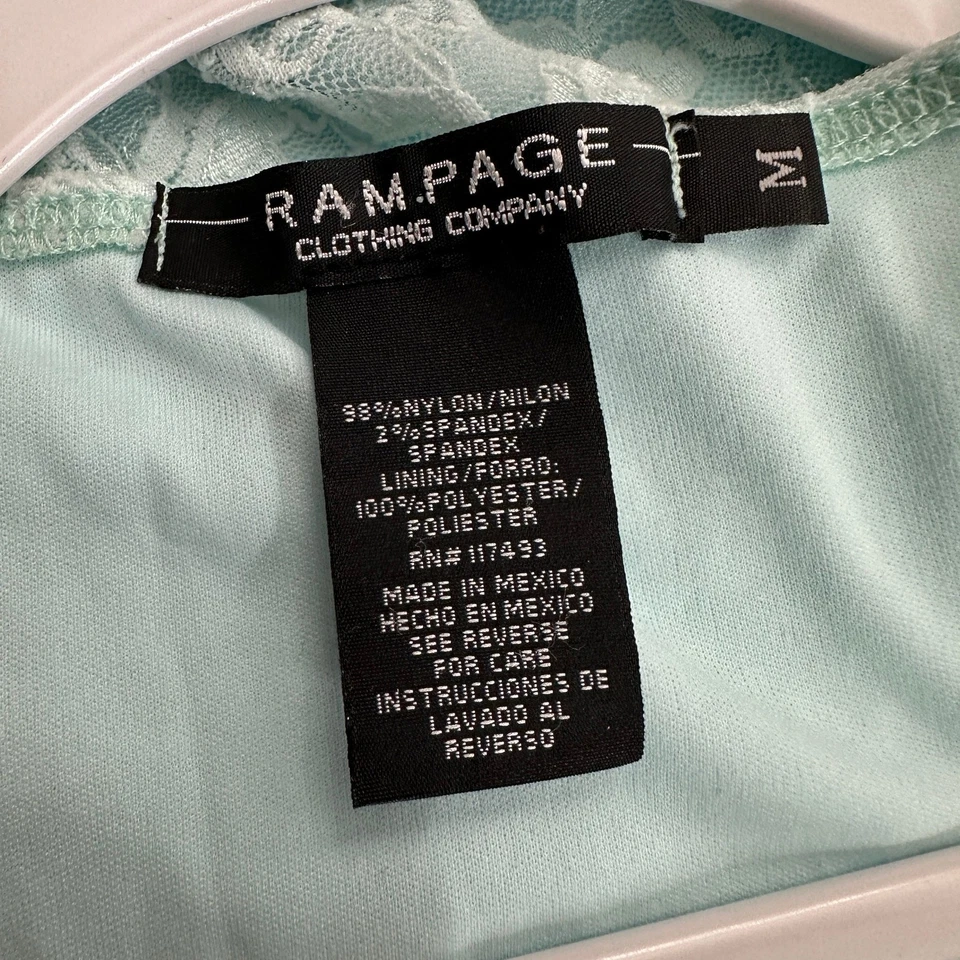 RAMPAGE
CLOTHING COMPANY
M
98%NYLON/NILON
2%SPANDEX/
SPANDEX
LINING/FORRO:
100%POLYESTER/
POLIESTER
RN# 117493
MADE IN MEXICO
HECHO EN MEXICO
SEE REVERSE
FOR CARE
INSTRUCCIONES DE
LAVADO AL
REVERSO